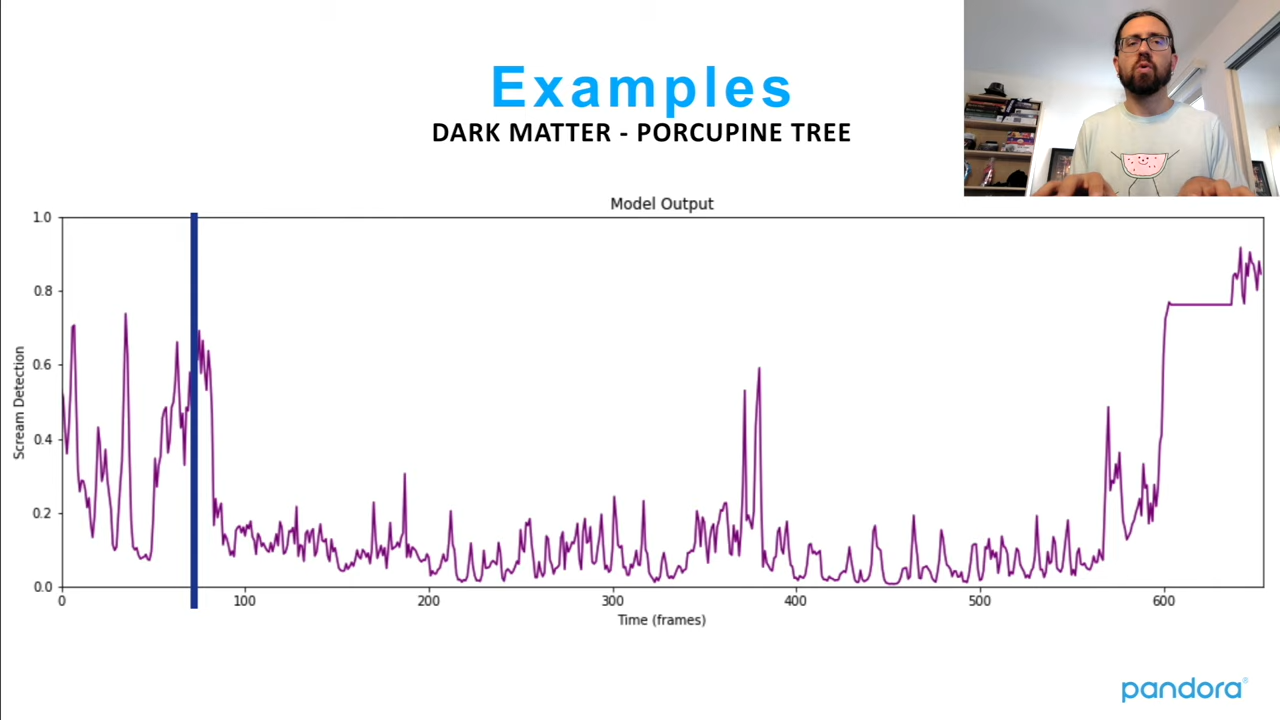 Examples
DARK MATTER - PORCUPINE TREE
Model Output
1.0
0.8
0.6
0.4
0.2
0.0
Scream Detection
0 100 200 300 400 500 600
Time (frames)
pandora®